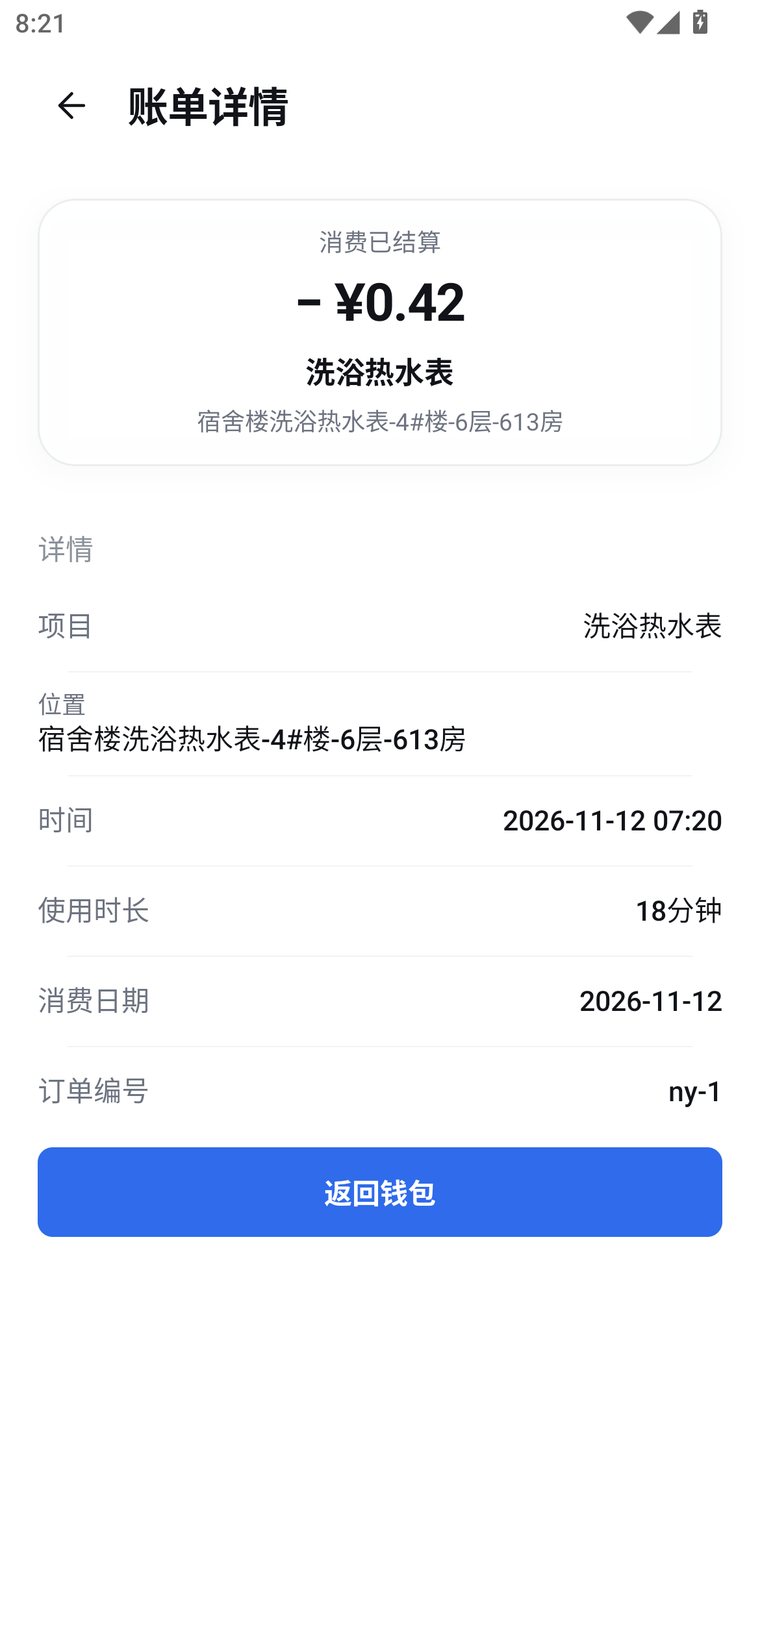 8:21
账单详情
消费已结算
– ¥0.42
洗浴热水表
宿舍楼洗浴热水表-4#楼-6层-613房
详情
项目 洗浴热水表
位置
宿舍楼洗浴热水表-4#楼-6层-613房
时间 2026-11-12 07:20
使用时长 18分钟
消费日期 2026-11-12
订单编号 ny-1
返回钱包